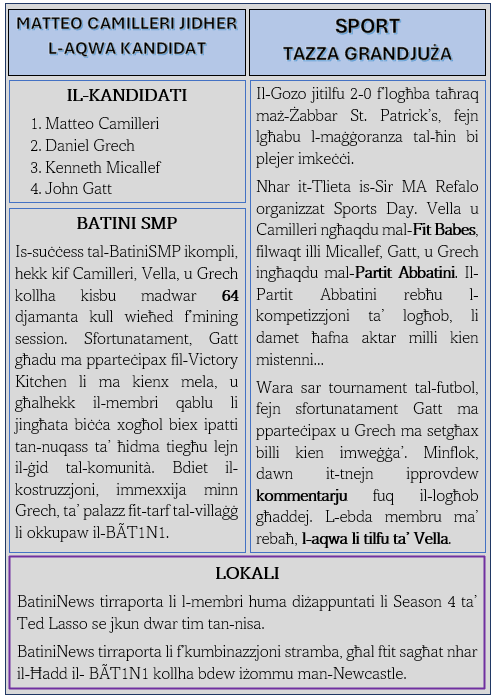 MATTEO CAMILLERI JIDHER
L-AQWA KANDIDAT
IL-KANDIDATI
1. Matteo Camilleri
2. Daniel Grech
3. Kenneth Micallef
4. John Gatt
BATINI SMP
Is-suċċess tal-BatiniSMP ikompli,
hekk kif Camilleri, Vella, u Grech
kollha kisbu madwar 64
djamanta kull wieħed f'mining
session. Sfortunatament, Gatt
għadu ma pparteċipax fil-Victory
Kitchen li ma kienx mela, u
għalhekk il-membri qablu li
jingħata biċċa xogħol biex ipatti
tan-nuqass ta' ħidma tiegħu lejn
il-ġid tal-komunità. Bdiet il-
kostruzzjoni, immexxija minn
Grech, ta' palazz fit-tarf tal-villaġġ
li okkupaw il-BÃT1N1.
SPORT
TAZZA GRANDJUŻA
Il-Gozo jitilfu 2-0 f'logħba taħraq
maż-Żabbar St. Patrick's, fejn
lgħabu l-maġġoranza tal-ħin bi
plejer imkeċċi.
Nhar it-Tlieta is-Sir MA Refalo
organizzat Sports Day. Vella u
Camilleri ngħaqdu mal-Fit Babes,
filwaqt illi Micallef, Gatt, u Grech
ingħaqdu mal-Partit Abbatini. Il-
Partit Abbatini rebħu l-
kompetizzjoni ta' logħob, li
damet ħafna aktar milli kien
mistenni...
Wara sar tournament tal-futbol,
fejn sfortunatament Gatt ma
pparteċipax u Grech ma setgħax
billi kien imweġġa'. Minflok,
dawn it-tnejn ipprovdew
kommentarju fuq il-logħob
għaddej. L-ebda membru ma'
rebaħ, l-aqwa li tilfu ta' Vella.
LOKALI
BatiniNews tirraporta li l-membri huma diżappuntati li Season 4 ta'
Ted Lasso se jkun dwar tim tan-nisa.
BatiniNews tirraporta li f'kumbinazzjoni stramba, għal ftit sagħat nhar
il-Ħadd il- BÃT1N1 kollha bdew iżommu man-Newcastle.